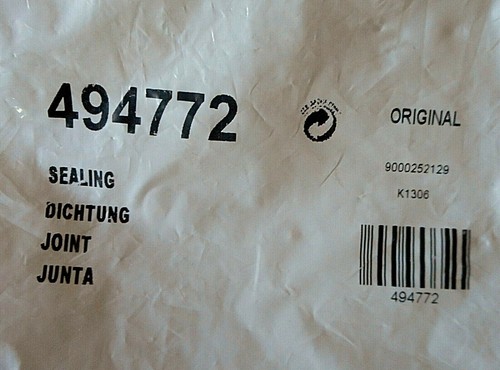 494772
ORIGINAL
SEALING
DICHTUNG
JOINT
JUNTA
9000252129
K1306
494772